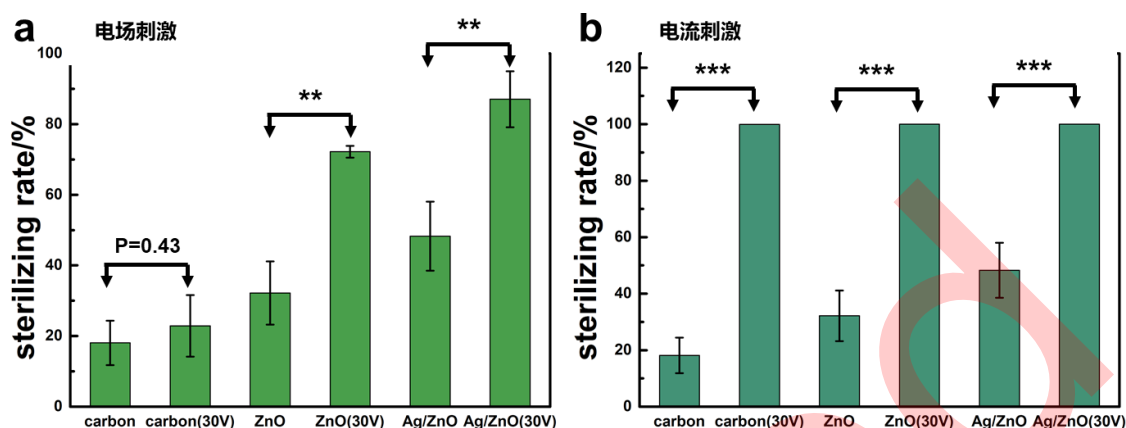 a 电场刺激
sterilizing rate/%
100
80
60
40
20
0
P=0.43
**
**
carbon carbon(30V) ZnO ZnO(30V) Ag/ZnO Ag/ZnO(30V)
b 电流刺激
sterilizing rate/%
120
100
80
60
40
20
0
*** *** ***
carbon carbon(30V) ZnO ZnO(30V) Ag/ZnO Ag/ZnO(30V)